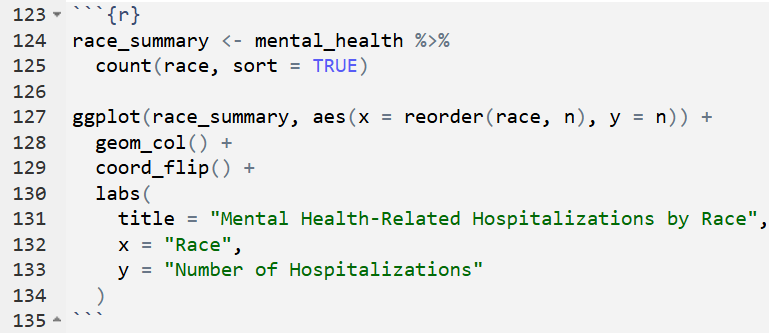 123 ```{r}
124 race_summary <- mental_health %>%
125   count(race, sort = TRUE)
126
127 ggplot(race_summary, aes(x = reorder(race, n), y = n)) +
128   geom_col() +
129   coord_flip() +
130   labs(
131     title = "Mental Health-Related Hospitalizations by Race",
132     x = "Race",
133     y = "Number of Hospitalizations"
134   )
135 ```